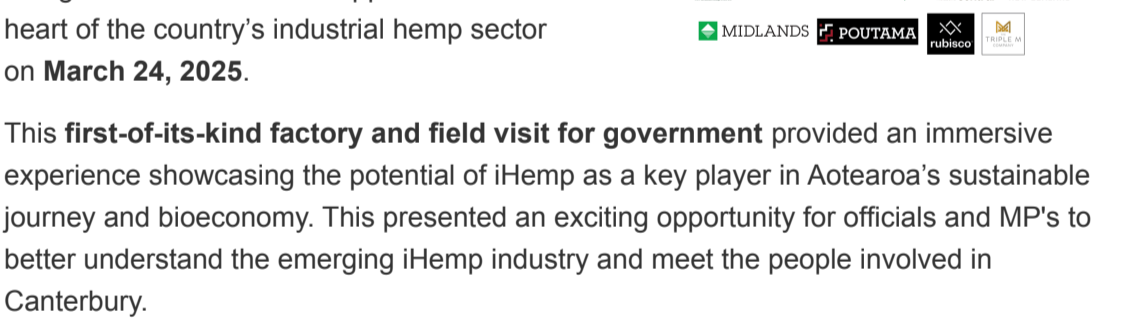 heart of the country’s industrial hemp sector
on March 24, 2025.
MIDLANDS POUTAMA rubisco TRIPLE M COMPANY
This first-of-its-kind factory and field visit for government provided an immersive
experience showcasing the potential of iHemp as a key player in Aotearoa’s sustainable
journey and bioeconomy. This presented an exciting opportunity for officials and MP's to
better understand the emerging iHemp industry and meet the people involved in
Canterbury.